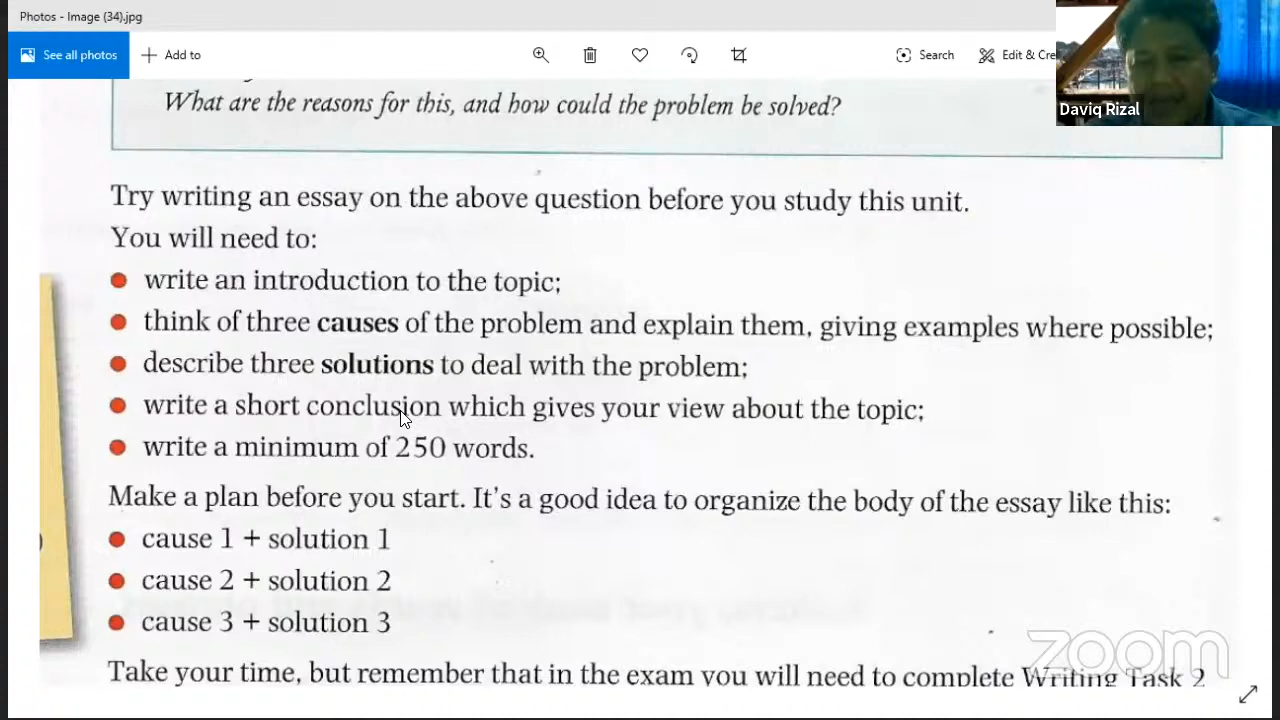 Photos - Image (34).jpg
See all photos
Add to
Search
Edit & Cre
Daviq Rizal
What are the reasons for this, and how could the problem be solved?
Try writing an essay on the above question before you study this unit.
You will need to:
write an introduction to the topic;
think of three causes of the problem and explain them, giving examples where possible;
describe three solutions to deal with the problem;
write a short conclusion which gives your view about the topic;
write a minimum of 250 words.
Make a plan before you start. It's a good idea to organize the body of the essay like this:
cause 1 + solution 1
cause 2 + solution 2
cause 3 + solution 3
zoom
Take your time, but remember that in the exam you will need to complete Writing Task 2